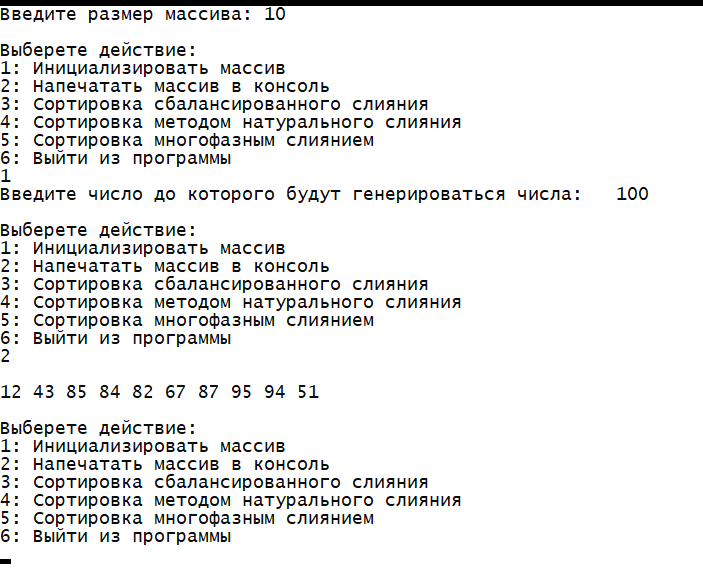 Введите размер массива: 10
Выберете действие:
1: Инициализировать массив
2: Напечатать массив в консоль
3: Сортировка сбалансированного слияния
4: Сортировка методом натурального слияния
5: Сортировка многофазным слиянием
6: Выйти из программы
1
Введите число до которого будут генерироваться числа:   100
Выберете действие:
1: Инициализировать массив
2: Напечатать массив в консоль
3: Сортировка сбалансированного слияния
4: Сортировка методом натурального слияния
5: Сортировка многофазным слиянием
6: Выйти из программы
2
12 43 85 84 82 67 87 95 94 51
Выберете действие:
1: Инициализировать массив
2: Напечатать массив в консоль
3: Сортировка сбалансированного слияния
4: Сортировка методом натурального слияния
5: Сортировка многофазным слиянием
6: Выйти из программы